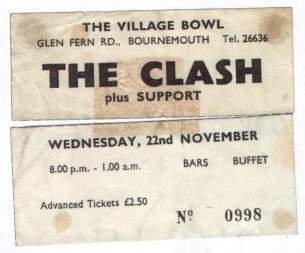 THE VILLAGE BOWL
GLEN FERN RD., BOURNEMOUTH Tel. 26636
THE CLASH
plus SUPPORT
WEDNESDAY, 22nd NOVEMBER
8.00 p.m. - 1.00 a.m. BARS BUFFET
Advanced Tickets £2.50
Nº 0998